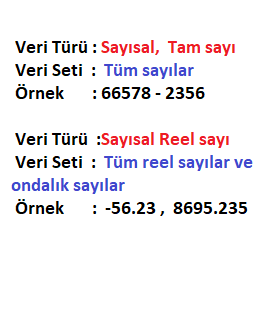 Veri Türü : Sayısal, Tam sayı
Veri Seti : Tüm sayılar
Örnek : 66578 - 2356
Veri Türü :Sayısal Reel sayı
Veri Seti : Tüm reel sayılar ve
ondalık sayılar
Örnek : -56.23 , 8695.235